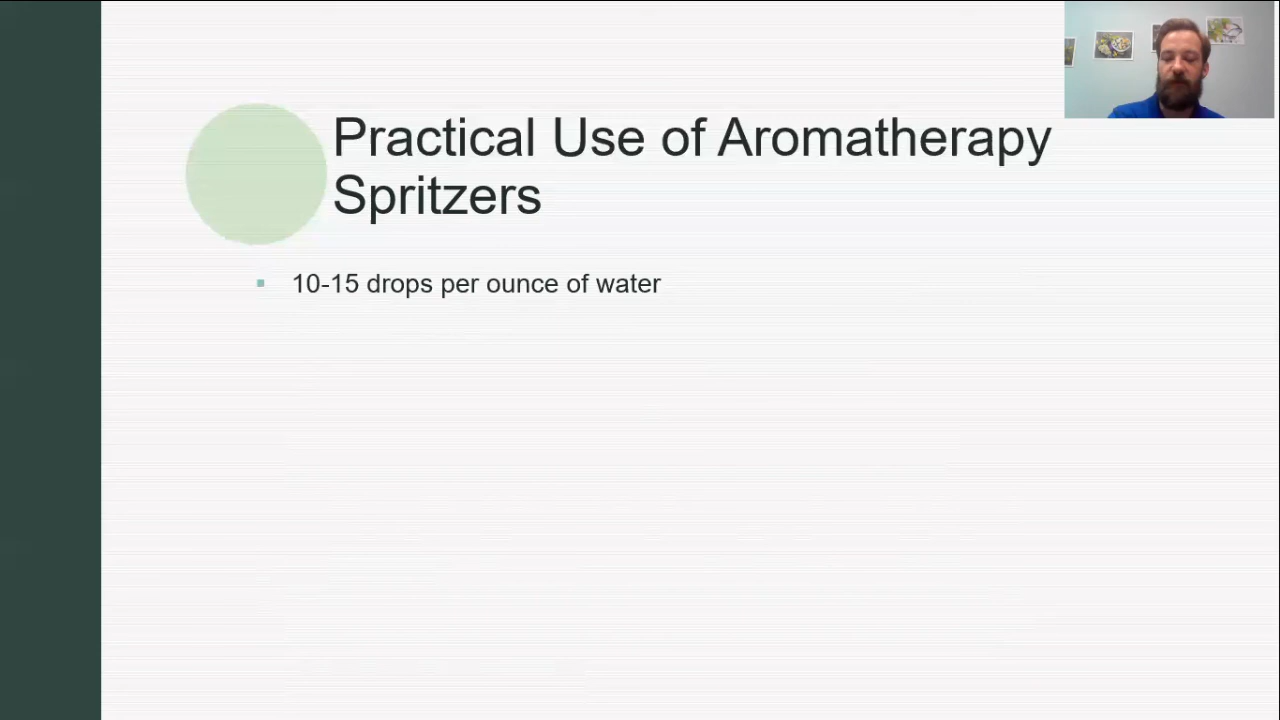 Practical Use of Aromatherapy
Spritzers
▪ 10-15 drops per ounce of water